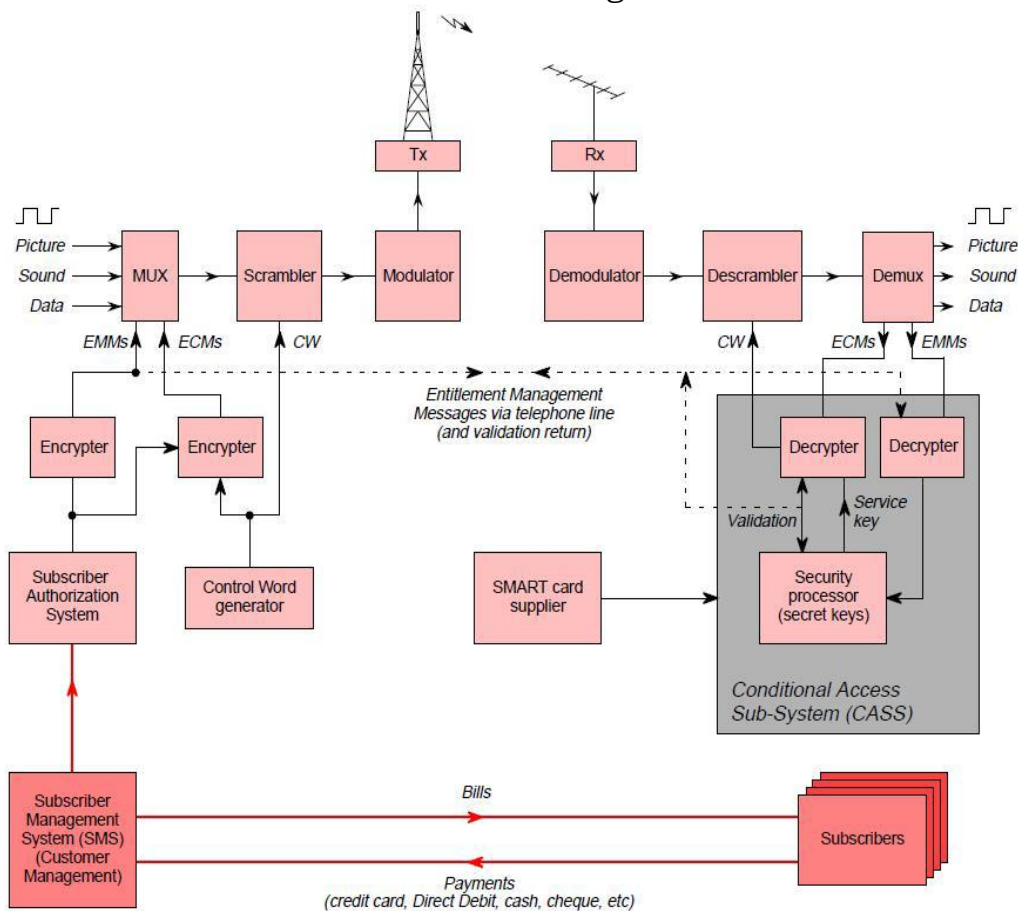 Tx
Rx
Picture
Sound
Data
MUX
Scrambler
Modulator
Demodulator
Descrambler
Demux
Picture
Sound
Data
EMMs
ECMs
CW
CW
ECMs
EMMs
Entitlement Management
Messages via telephone line
(and validation return)
Encrypter
Encrypter
Decrypter
Decrypter
Validation
Service
key
Subscriber
Authorization
System
Control Word
generator
SMART card
supplier
Security
processor
(secret keys)
Conditional Access
Sub-System (CASS)
Subscriber
Management
System (SMS)
(Customer
Management)
Bills
Subscribers
Payments
(credit card, Direct Debit, cash, cheque, etc)